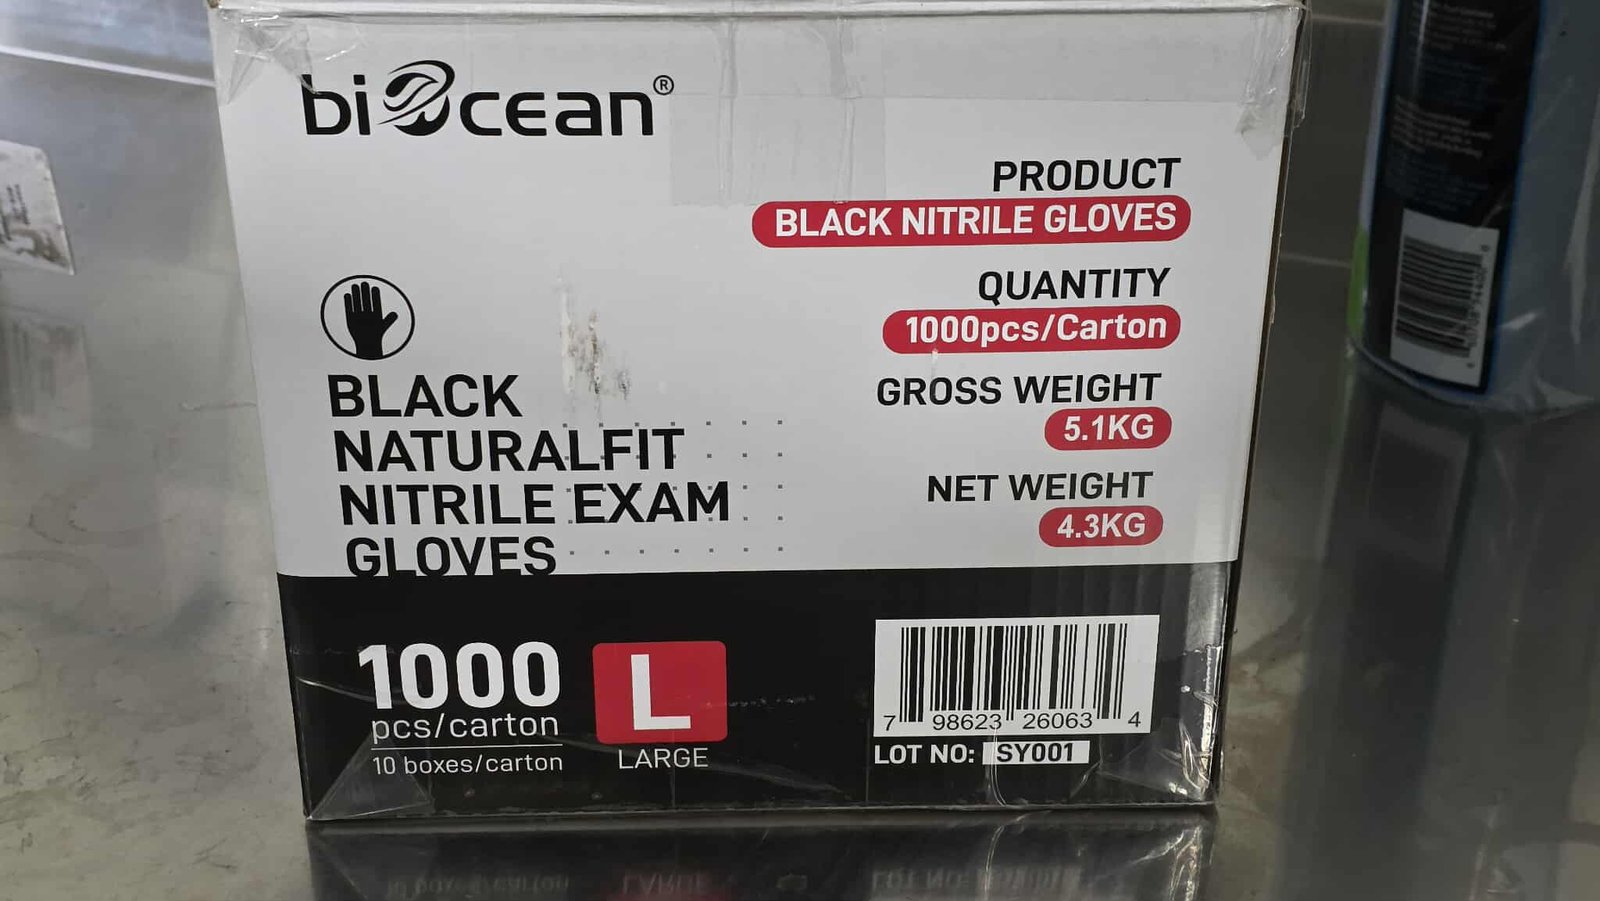 biOcean®
PRODUCT
BLACK NITRILE GLOVES
QUANTITY
1000pcs/Carton
GROSS WEIGHT
5.1KG
NET WEIGHT
4.3KG
BLACK
NATURALFIT
NITRILE EXAM
GLOVES
1000
pcs/carton
10 boxes/carton
L
LARGE
7 98623 26063 4
LOT NO: SY001